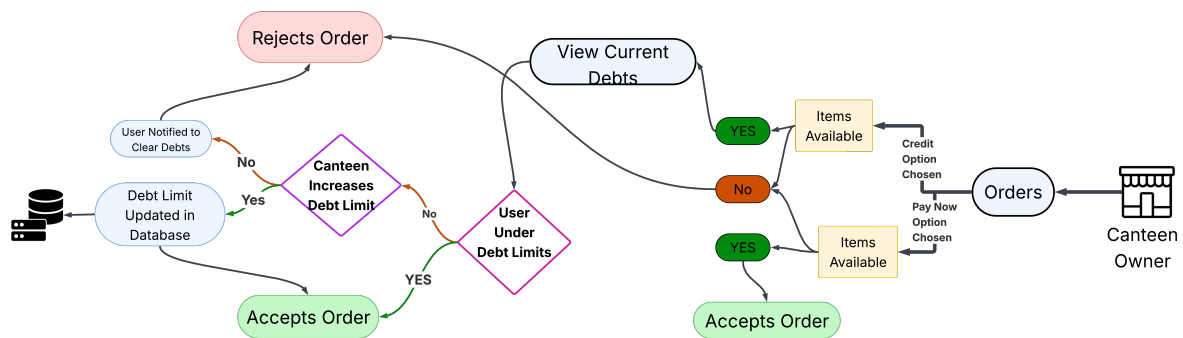 Rejects Order
View Current
Debts
YES
Items
Available
User Notified to
Clear Debts
No
Canteen
Increases
Debt Limit
Credit
Option
Chosen
No
Orders
Yes
Debt Limit
Updated in
Database
No
User
Under
Debt Limits
Pay Now
Option
Chosen
Canteen
Owner
YES
Items
Available
YES
Accepts Order
Accepts Order